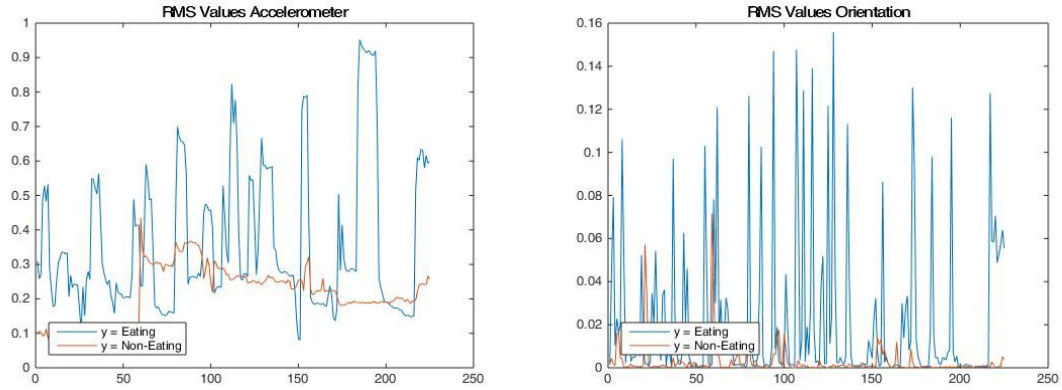 RMS Values Accelerometer
1
0.9
0.8
0.7
0.6
0.5
0.4
0.3
0.2
0.1
0
y = Eating
y = Non-Eating
0 50 100 150 200 250
RMS Values Orientation
0.16
0.14
0.12
0.1
0.08
0.06
0.04
0.02
0
y = Eating
y = Non-Eating
0 50 100 150 200 250